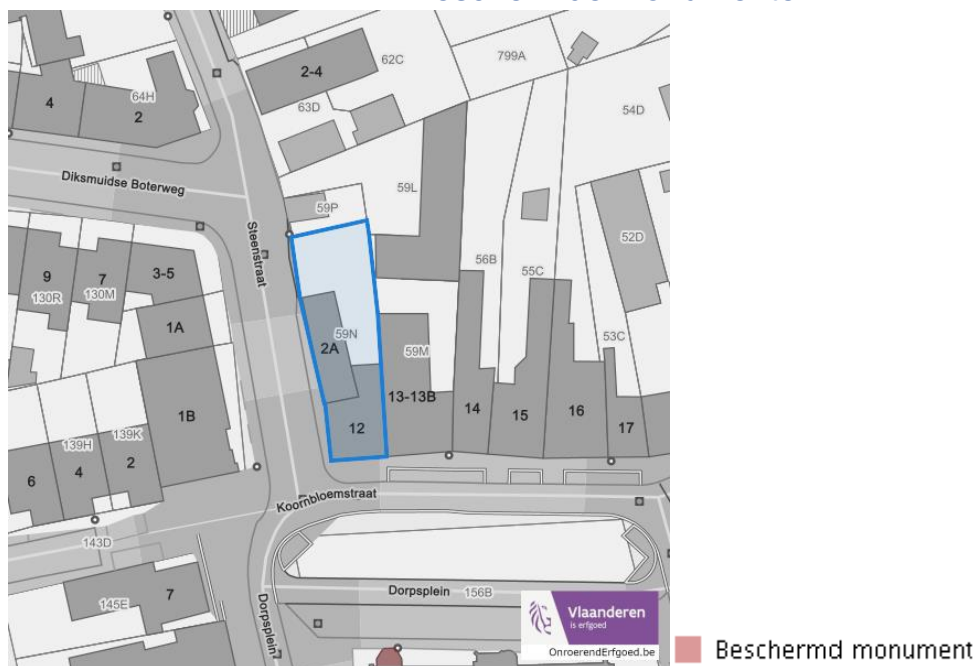 62C
799A
2-4
64H
4
2
63D
54D
Diksmuidse Boterweg
59L
59P
Steenstraat
52D
56B
55C
9
7
3-5
130R
130M
59N
1A
2A
59M
53C
13-13B
1B
14
15
16
17
12
139K
139H
6
4
2
Koornbloemstraat
143D
Dorpsplein
156B
7
145E
Dorpsplein
Vlaanderen
is erfgoed
OnroerendErfgoed.be
Beschermd monument